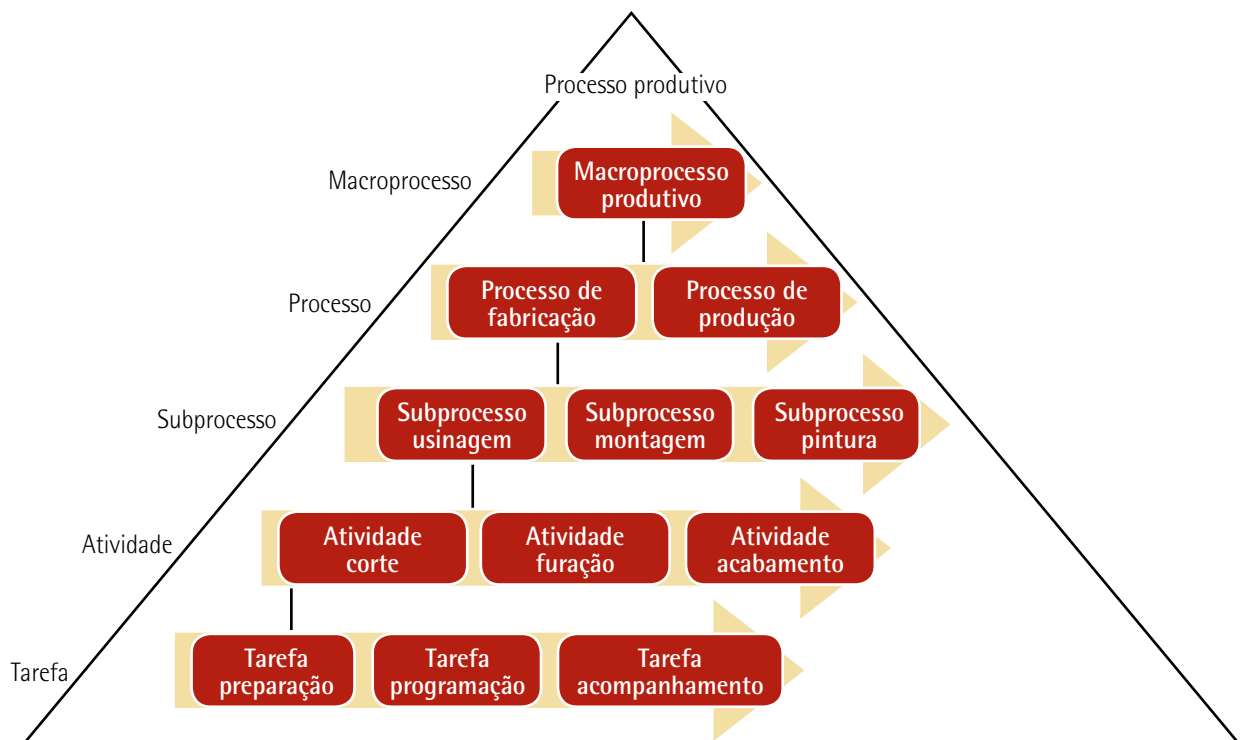 Processo produtivo
Macroprocesso
Macroprocesso
produtivo
Processo
Processo de
fabricação
Processo de
produção
Subprocesso
Subprocesso
usinagem
Subprocesso
montagem
Subprocesso
pintura
Atividade
Atividade
corte
Atividade
furação
Atividade
acabamento
Tarefa
Tarefa
preparação
Tarefa
programação
Tarefa
acompanhamento